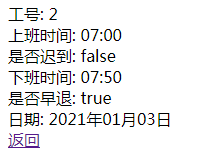 工号: 2
上班时间: 07:00
是否迟到: false
下班时间: 07:50
是否早退: true
日期: 2021年01月03日
返回